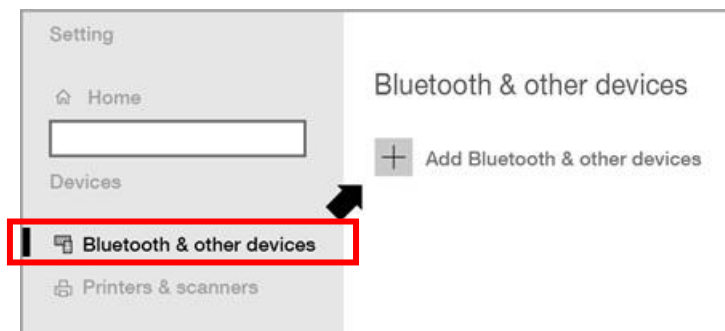 Setting
Home
Devices
Bluetooth & other devices
Printers & scanners
Bluetooth & other devices
Add Bluetooth & other devices